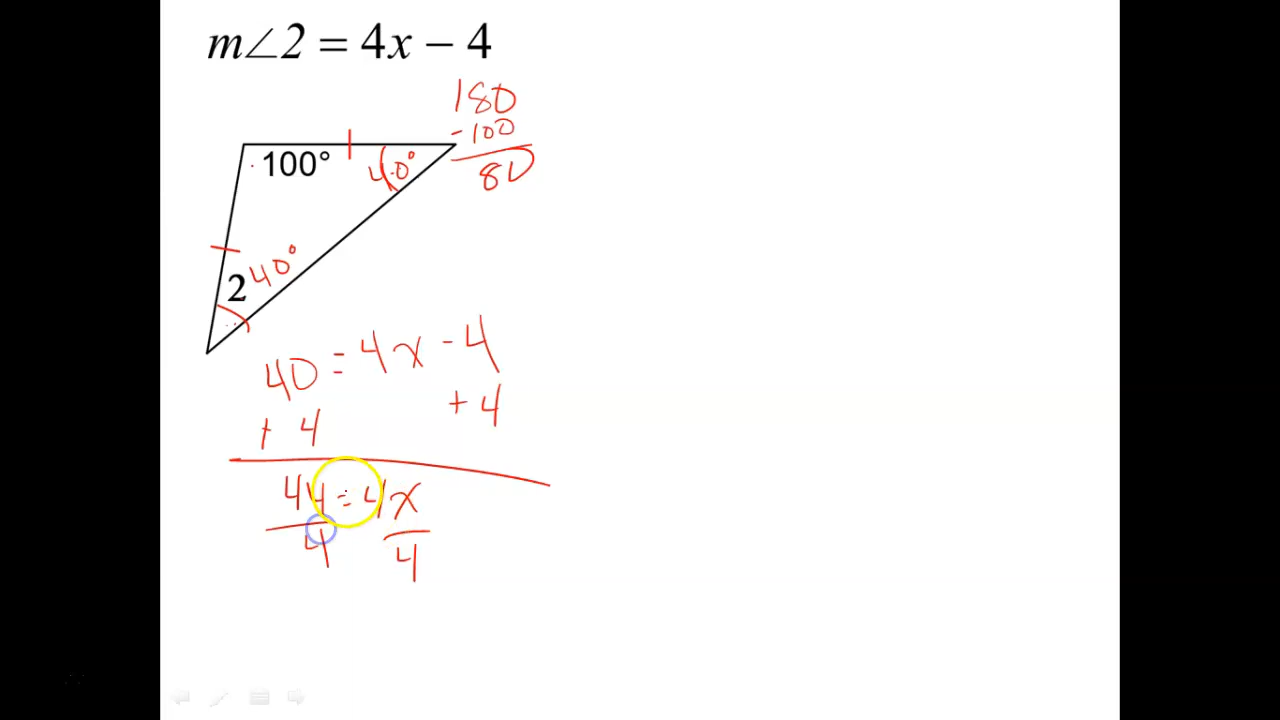 m∠2 = 4x − 4
180
-100
80
100°
40°
2 40°
40 = 4x - 4
+ 4 + 4
44 = 4x
4 4